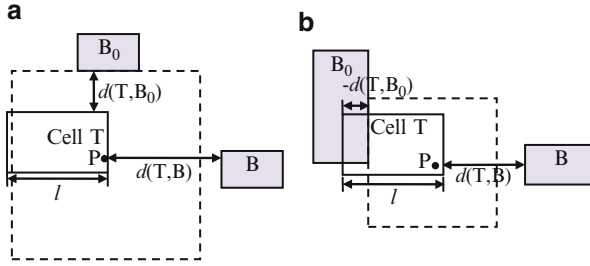 a
B0
d(T,B0)
Cell T
P
B
d(T,B)
l
b
B0
-d(T,B0)
Cell T
P
B
d(T,B)
l